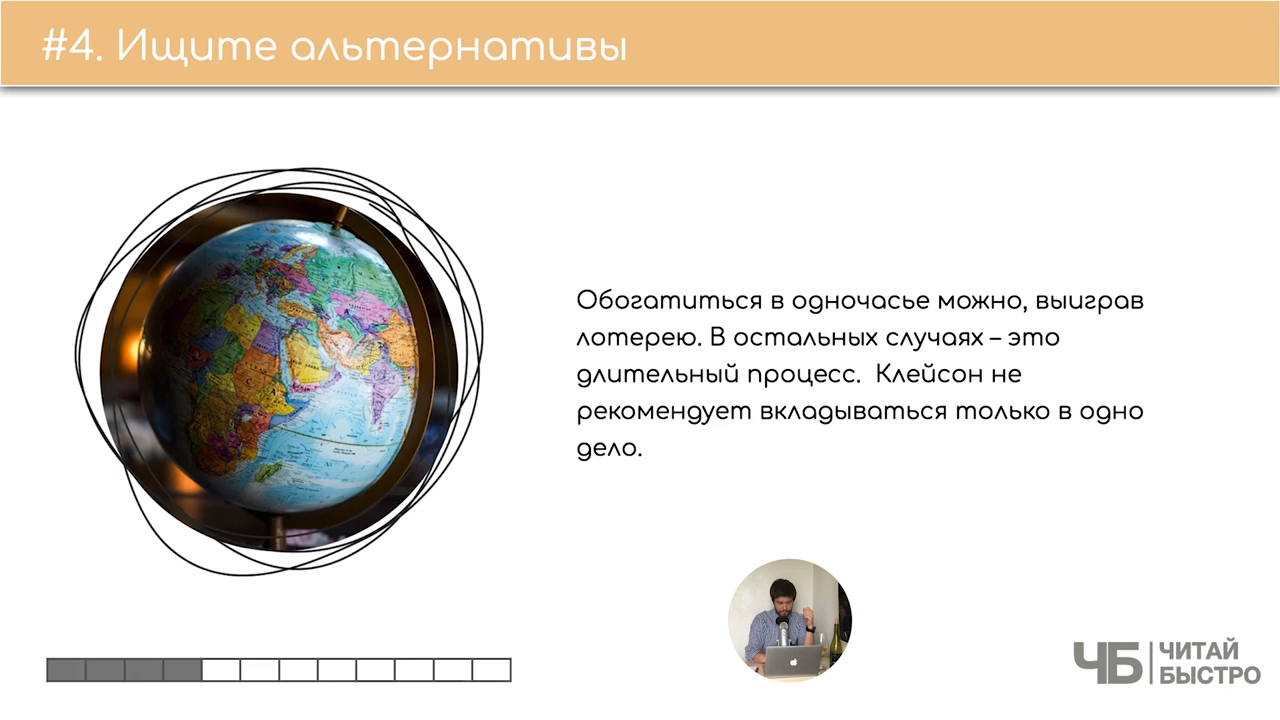 #4. Ищите альтернативы
Обогатиться в одночасье можно, выиграв
лотерею. В остальных случаях – это
длительный процесс. Клейсон не
рекомендует вкладываться только в одно
дело.
ЧБ
ЧИТАЙ
БЫСТРО